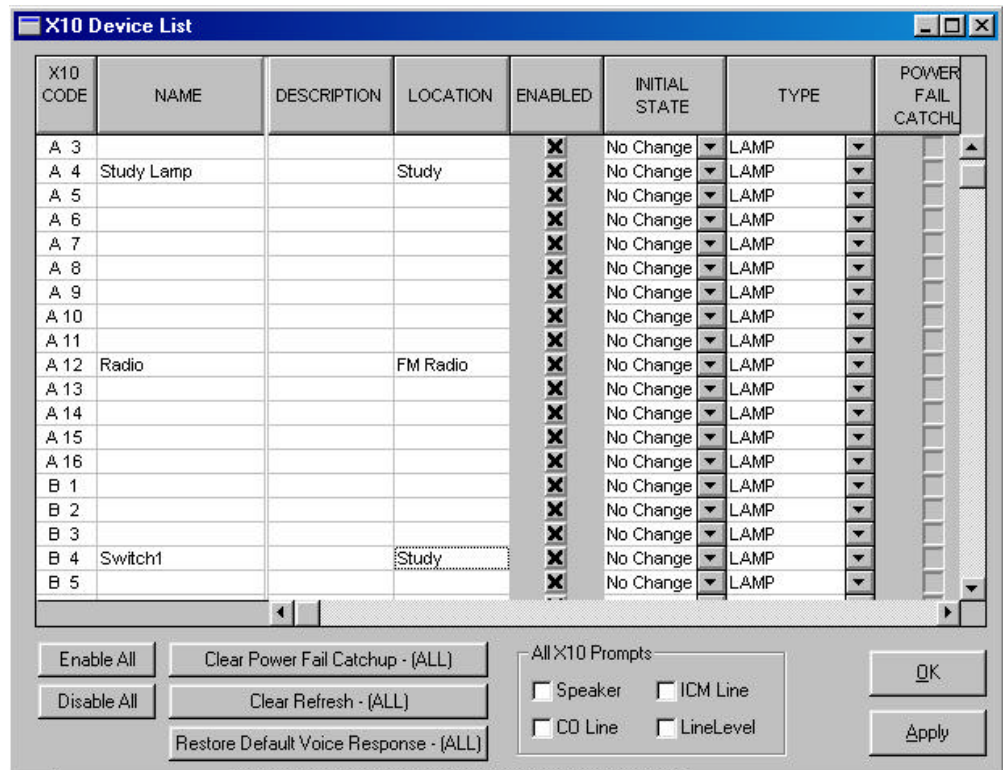 X10 Device List
X10 CODE NAME DESCRIPTION LOCATION ENABLED INITIAL STATE TYPE POWER FAIL CATCHU
A 3 No Change LAMP
A 4 Study Lamp Study No Change LAMP
A 5 No Change LAMP
A 6 No Change LAMP
A 7 No Change LAMP
A 8 No Change LAMP
A 9 No Change LAMP
A 10 No Change LAMP
A 11 No Change LAMP
A 12 Radio FM Radio No Change LAMP
A 13 No Change LAMP
A 14 No Change LAMP
A 15 No Change LAMP
A 16 No Change LAMP
B 1 No Change LAMP
B 2 No Change LAMP
B 3 No Change LAMP
B 4 Switch1 Study No Change LAMP
B 5 No Change LAMP
Enable All Clear Power Fail Catchup - (ALL) All X10 Prompts OK
Disable All Clear Refresh - (ALL) Speaker ICM Line
Restore Default Voice Response - (ALL) CO Line LineLevel Apply